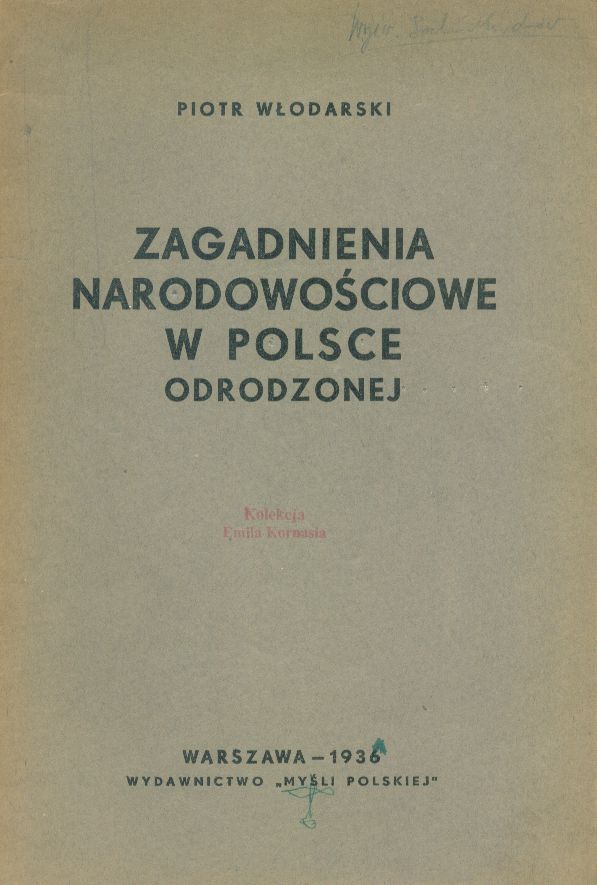 PIOTR WŁODARSKI
ZAGADNIENIA
NARODOWOŚCIOWE
W POLSCE
ODRODZONEJ
Kolekcja
Emila Kornasia
WARSZAWA — 1936
WYDAWNICTWO „MYŚLI POLSKIEJ"